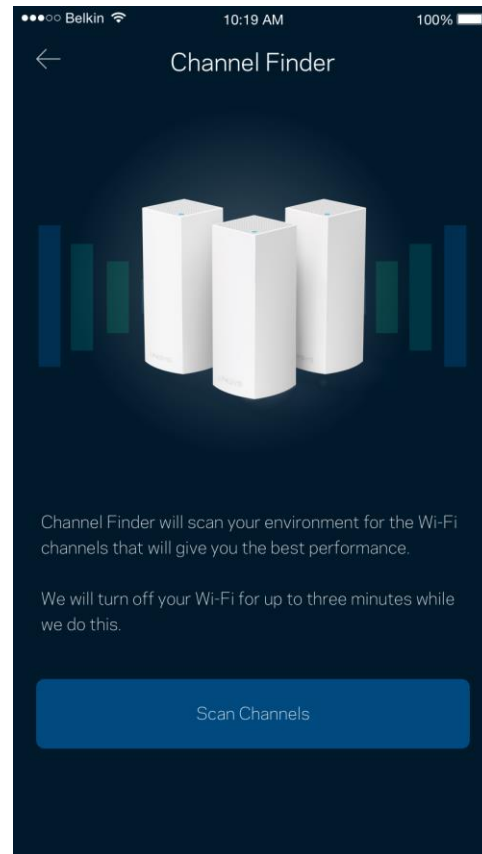 Belkin 10:19 AM 100%
Channel Finder
Channel Finder will scan your environment for the Wi-Fi
channels that will give you the best performance.
We will turn off your Wi-Fi for up to three minutes while
we do this.
Scan Channels